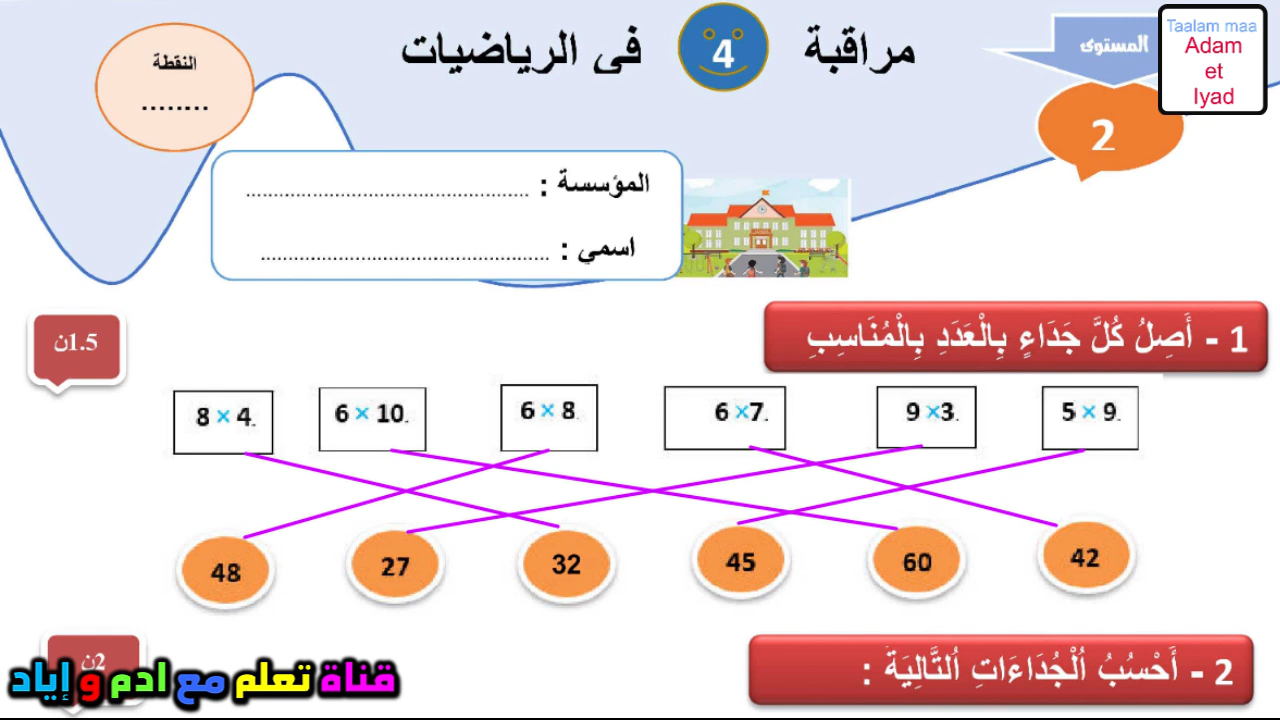 Taalam maa
Adam
et
Iyad
المستوى
2
مراقبة 4 في الرياضيات
النقطة
........
المؤسسة : ................................................
اسمي : ................................................
1 - أَصِلُ كُلَّ جَدَاءٍ بِالْعَدَدِ بِالْمُنَاسِبِ
1.5ن
8 × 4.
6 × 10.
6 × 8.
6 ×7.
9 ×3.
5 × 9.
48
27
32
45
60
42
2 - أَحْسُبُ اُلْجُدَاءَاتِ اُلتَّالِيَةَ :
2ن
قناة تعلم مع ادم و إياد